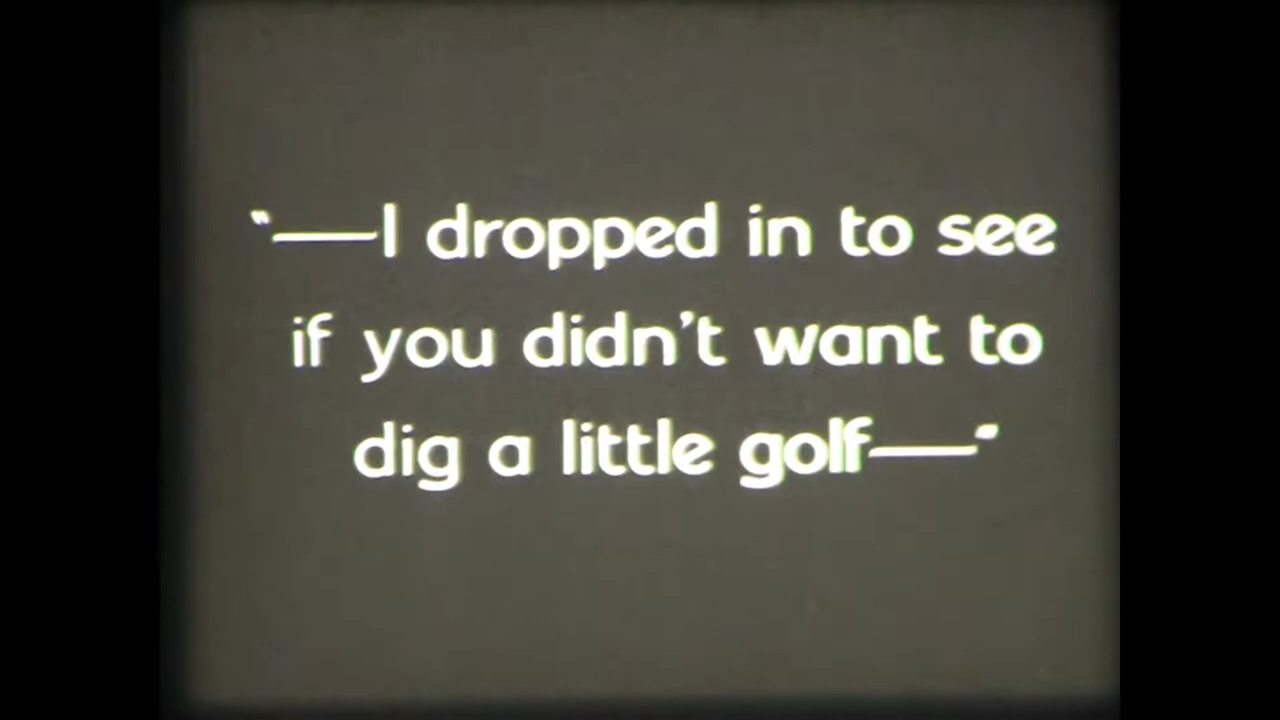 "—I dropped in to see
if you didn't want to
dig a little golf—"